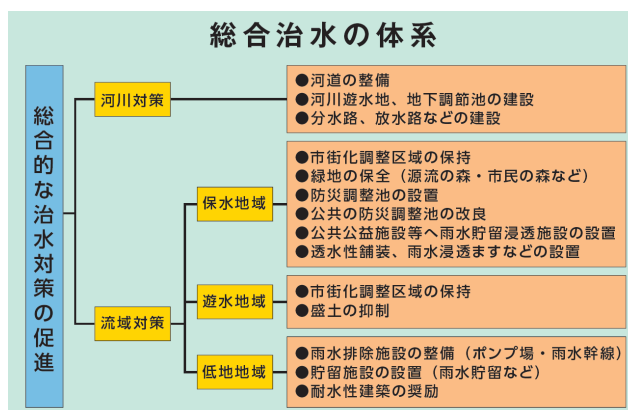 総合治水の体系
総合的な治水対策の促進
河川対策
●河道の整備
●河川遊水地、地下調節池の建設
●分水路、放水路などの建設
流域対策
保水地域
●市街化調整区域の保持
●緑地の保全（源流の森・市民の森など）
●防災調整池の設置
●公共の防災調整池の改良
●公共公益施設等へ雨水貯留浸透施設の設置
●透水性舗装、雨水浸透ますなどの設置
遊水地域
●市街化調整区域の保持
●盛土の抑制
低地地域
●雨水排除施設の整備（ポンプ場・雨水幹線）
●貯留施設の設置（雨水貯留など）
●耐水性建築の奨励